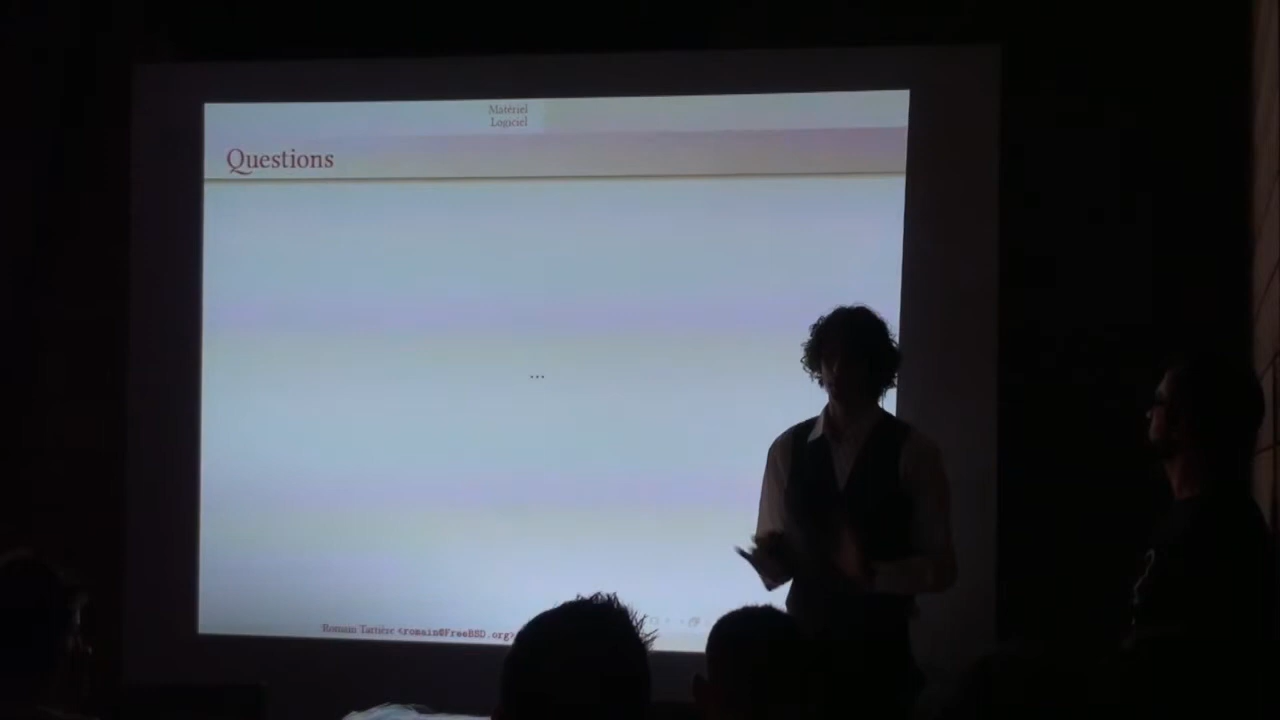 Matériel
Logiciel
Questions
...
Romain Tartière <romain@FreeBSD.org>